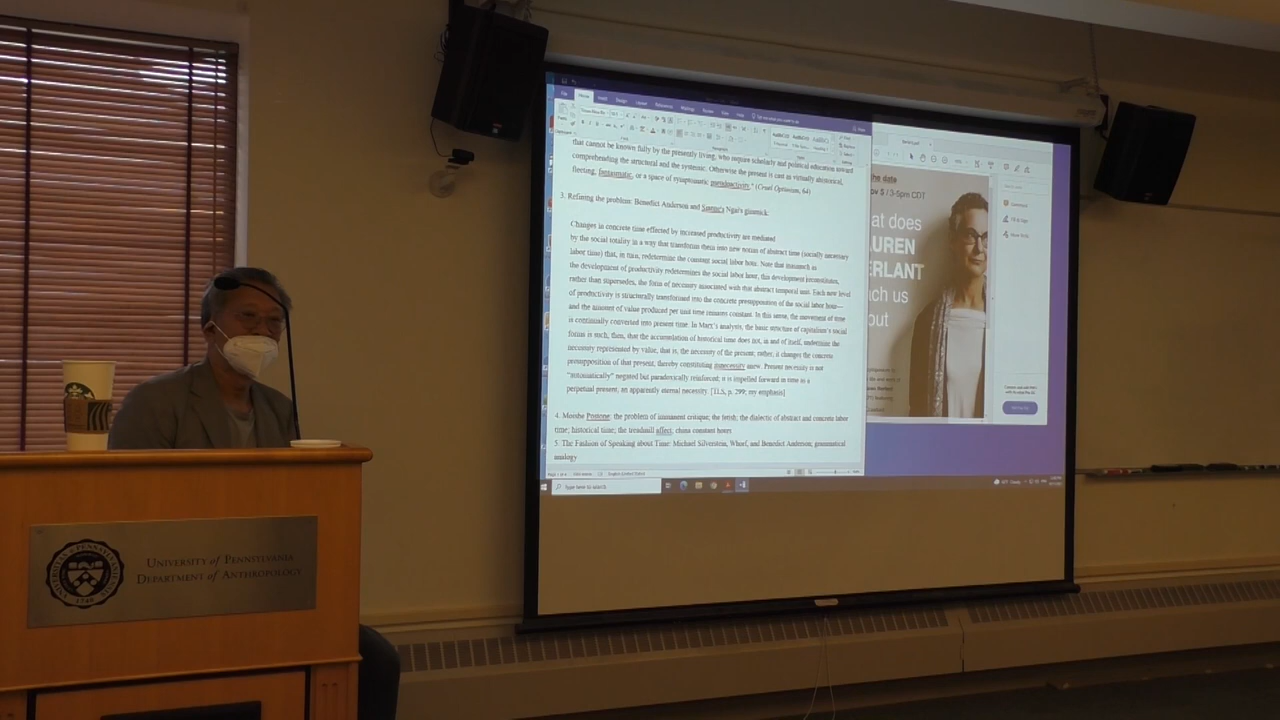 that cannot be known fully by the presently living, who require scholarly and political education toward
comprehending the structural and the systemic. Otherwise the present is cast as virtually ahistorical,
fleeting, fantasmatic, or a space of symptomatic pseudoactivity." (Cruel Optimism, 64)
3. Refining the problem: Benedict Anderson and Ngai's gimmick:
Changes in concrete time effected by increased productivity are mediated
by the social totality in a way that transforms them into new norms of abstract time (socially necessary
labor time) that, in turn, redetermine the constant social labor hour. Note that inasmuch as
the development of productivity redetermines the social labor hour, this development reconstitutes,
rather than supersedes, the form of necessity associated with that abstract temporal unit. Each new level
of productivity is structurally transformed into the concrete presupposition of the social labor hour—
and the amount of value produced per unit time remains constant. In this sense, the movement of time
is continually converted into present time. In Marx's analysis, the basic structure of capitalism's social
forms is such, then, that the accumulation of historical time does not, in and of itself, undermine the
necessity represented by value, that is, the necessity of the present; rather, it changes the concrete
presupposition of that present, thereby constituting anew. Present necessity is not
"automatically" negated but paradoxically reinforced; it is impelled forward in time as a
perpetual present, an apparently eternal necessity. [TLS, p. 299; my emphasis]
4. Moishe Postone: the problem of immanent critique; the fetish; the dialectic of abstract and concrete labor
time; historical time; the treadmill affect; constant hours
5. The Fashion of Speaking about Time: Michael Silverstein, Whorf, and Benedict Anderson; grammatical
analogy
the date
ov 5 / 3-5pm CDT
at does
AUREN
ERLANT
ach us
out
Type here to search
UNIVERSITY of PENNSYLVANIA
DEPARTMENT of ANTHROPOLOGY
1740